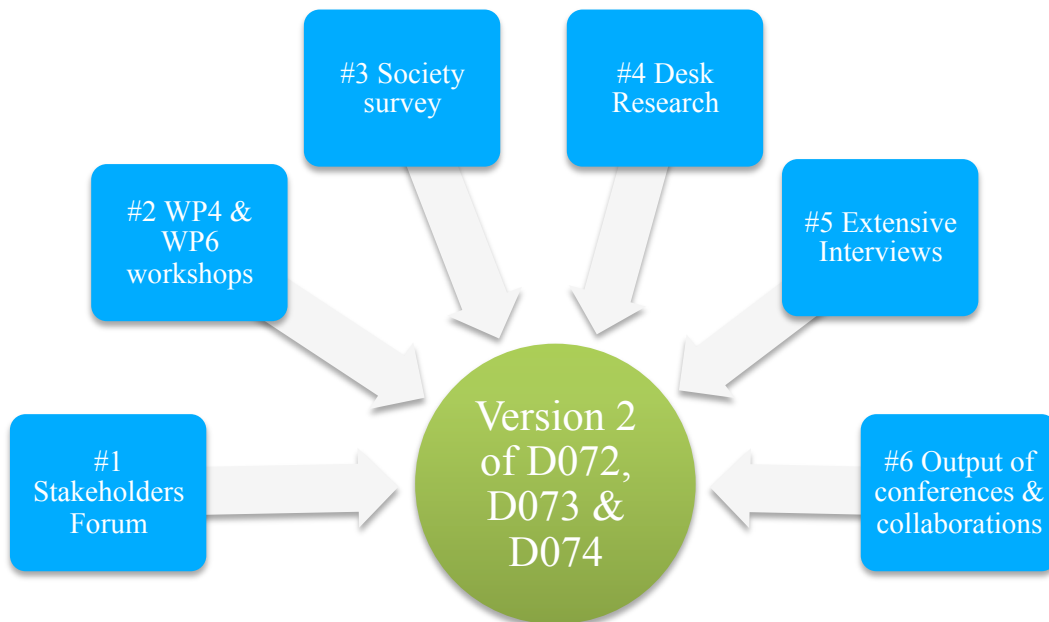 #3 Society
survey
#4 Desk
Research
#2 WP4 &
WP6
workshops
#5 Extensive
Interviews
#1
Stakeholders
Forum
Version 2
of D072,
D073 &
D074
#6 Output of
conferences &
collaborations